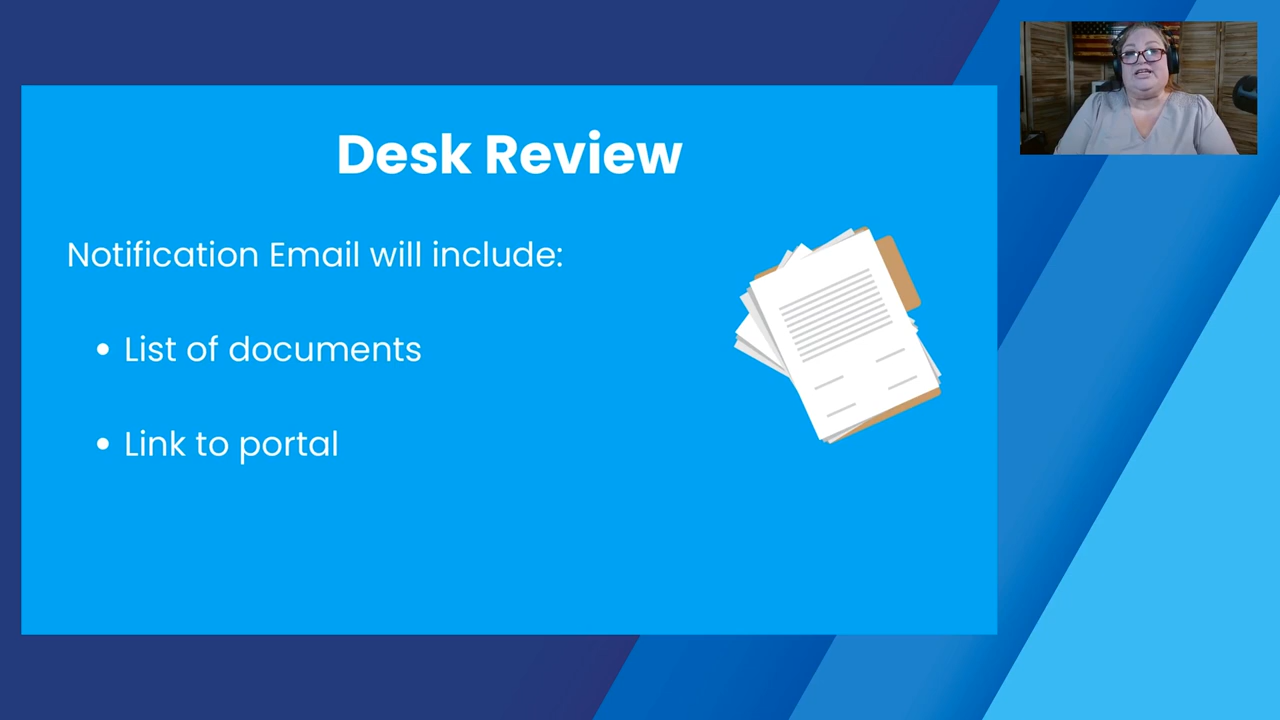 Desk Review
Notification Email will include:
• List of documents
• Link to portal